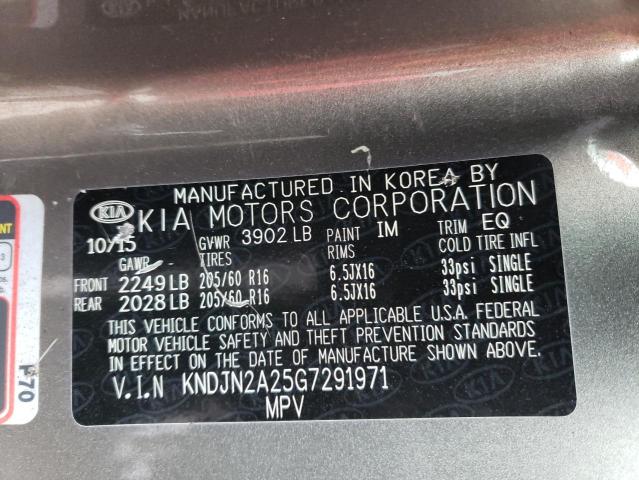 MANUFACTURED IN KOREA BY
KIA KIA MOTORS CORPORATION
10/15 GVWR 3902 LB PAINT IM TRIM EQ
GAWR TIRES RIMS COLD TIRE INFL
FRONT 2249 LB 205/60 R16 6.5JX16 33psi SINGLE
REAR 2028 LB 205/60 R16 6.5JX16 33psi SINGLE
THIS VEHICLE CONFORMS TO ALL APPLICABLE U.S.A. FEDERAL
MOTOR VEHICLE SAFETY AND THEFT PREVENTION STANDARDS
IN EFFECT ON THE DATE OF MANUFACTURE SHOWN ABOVE.
V.I.N KNDJN2A25G7291971
MPV
F70